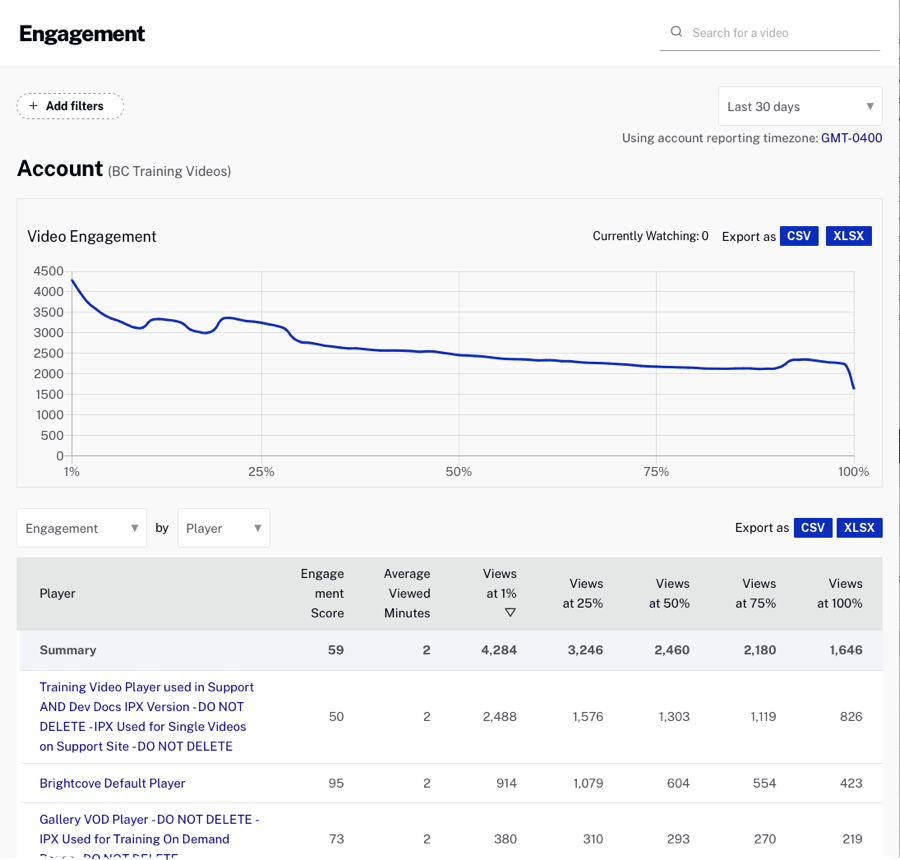 Engagement
Search for a video
+ Add filters
Last 30 days
Using account reporting timezone: GMT-0400
Account (BC Training Videos)
Video Engagement
Currently Watching: 0 Export as CSV XLSX
4500
4000
3500
3000
2500
2000
1500
1000
500
0
1% 25% 50% 75% 100%
Engagement by Player
Export as CSV XLSX
Player
Engage
ment
Score
Average
Viewed
Minutes
Views
at 1%
Views
at 25%
Views
at 50%
Views
at 75%
Views
at 100%
Summary 59 2 4,284 3,246 2,460 2,180 1,646
Training Video Player used in Support
AND Dev Docs IPX Version - DO NOT
DELETE - IPX Used for Single Videos
on Support Site - DO NOT DELETE
50 2 2,488 1,576 1,303 1,119 826
Brightcove Default Player 95 2 914 1,079 604 554 423
Gallery VOD Player - DO NOT DELETE -
IPX Used for Training On Demand
73 2 380 310 293 270 219